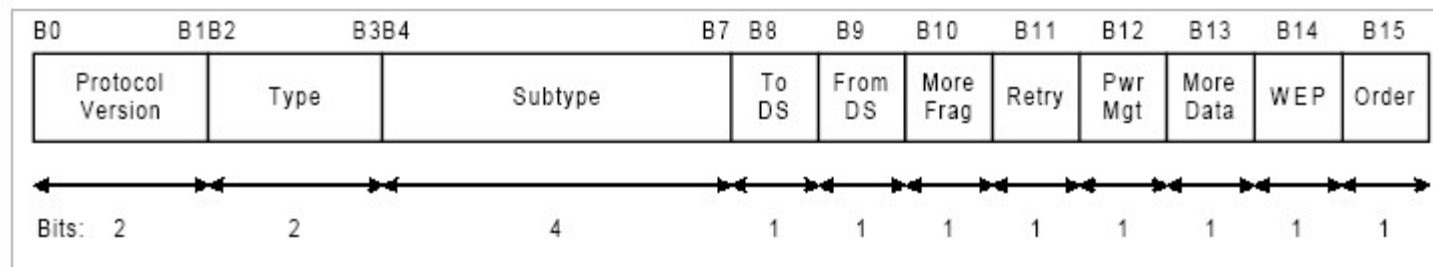 B0 B1B2 B3B4 B7 B8 B9 B10 B11 B12 B13 B14 B15
Protocol Version Type Subtype To DS From DS More Frag Retry Pwr Mgt More Data WEP Order
Bits: 2 2 4 1 1 1 1 1 1 1 1